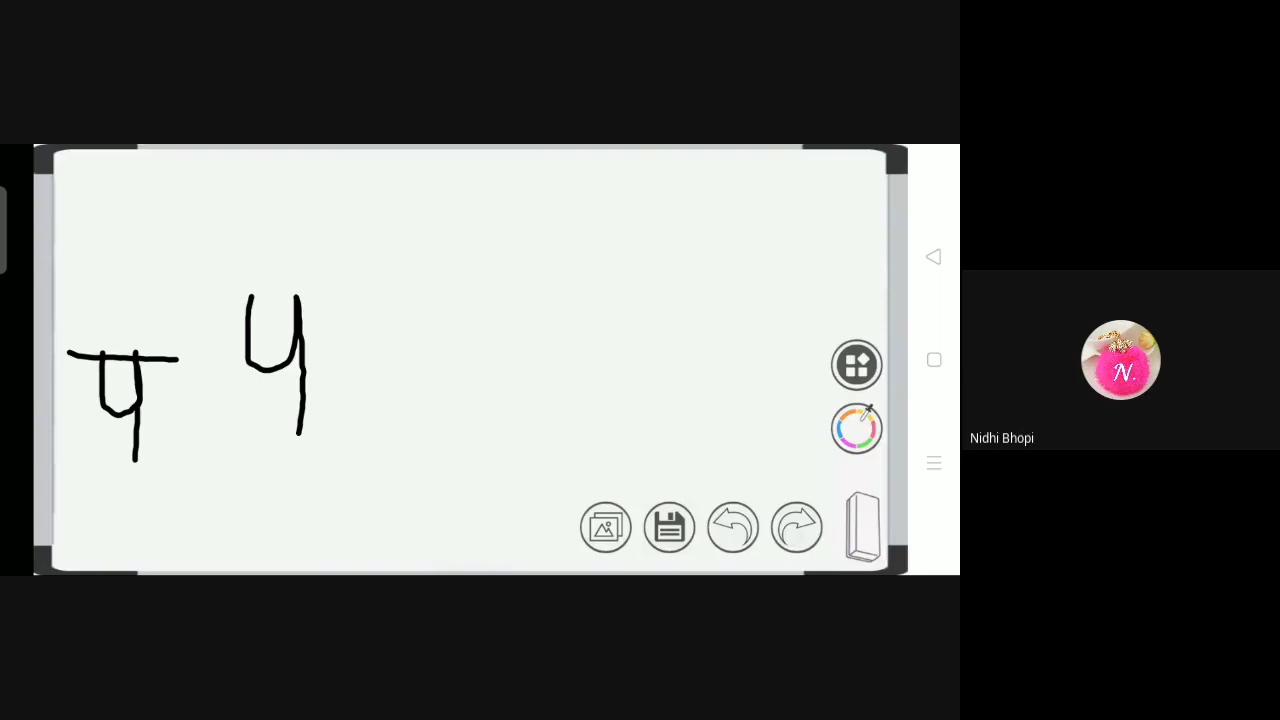 प प
N.
Nidhi Bhopi